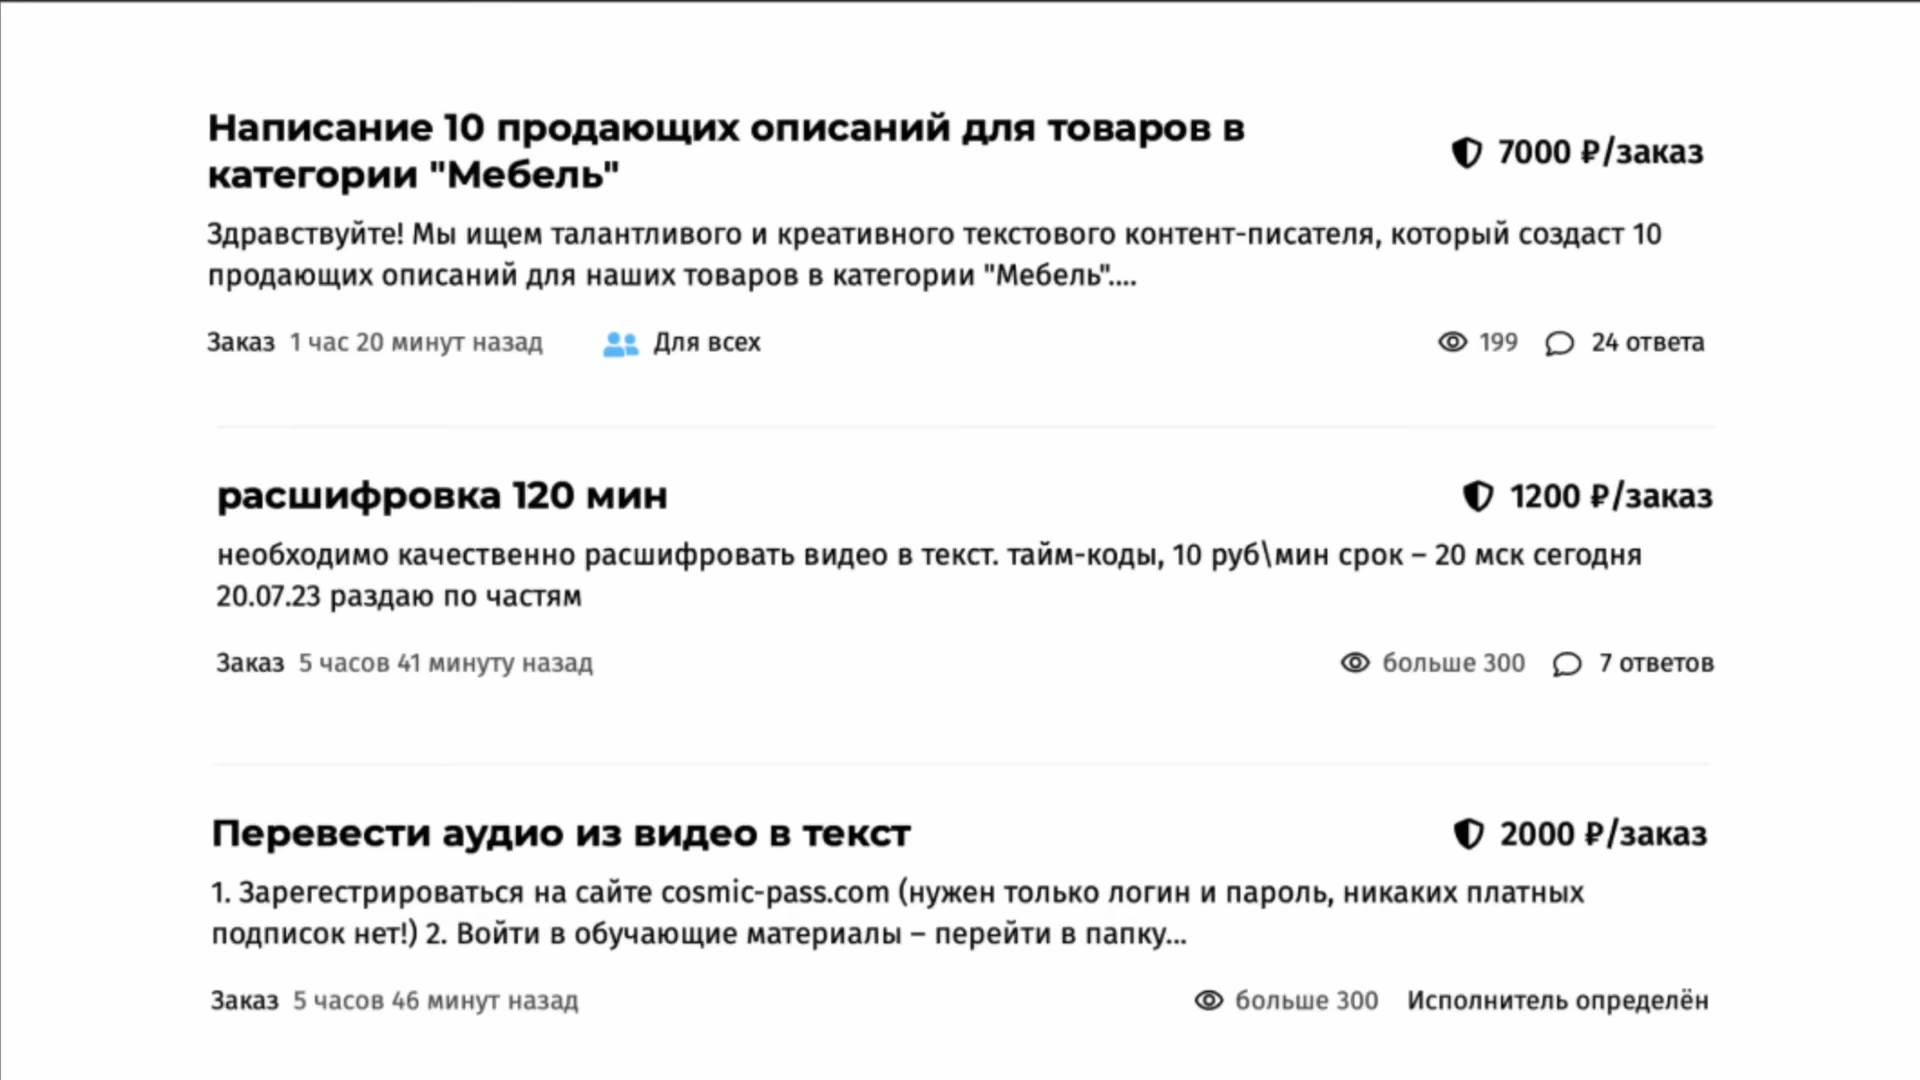 Написание 10 продающих описаний для товаров в
категории "Мебель"
7000 ₽/заказ
Здравствуйте! Мы ищем талантливого и креативного текстового контент-писателя, который создаст 10
продающих описаний для наших товаров в категории "Мебель"....
Заказ 1 час 20 минут назад Для всех 199 24 ответа
расшифровка 120 мин 1200 ₽/заказ
необходимо качественно расшифровать видео в текст. тайм-коды, 10 руб\мин срок – 20 мск сегодня
20.07.23 раздаю по частям
Заказ 5 часов 41 минуту назад больше 300 7 ответов
Перевести аудио из видео в текст 2000 ₽/заказ
1. Зарегестрироваться на сайте cosmic-pass.com (нужен только логин и пароль, никаких платных
подписок нет!) 2. Войти в обучающие материалы – перейти в папку...
Заказ 5 часов 46 минут назад больше 300 Исполнитель определён